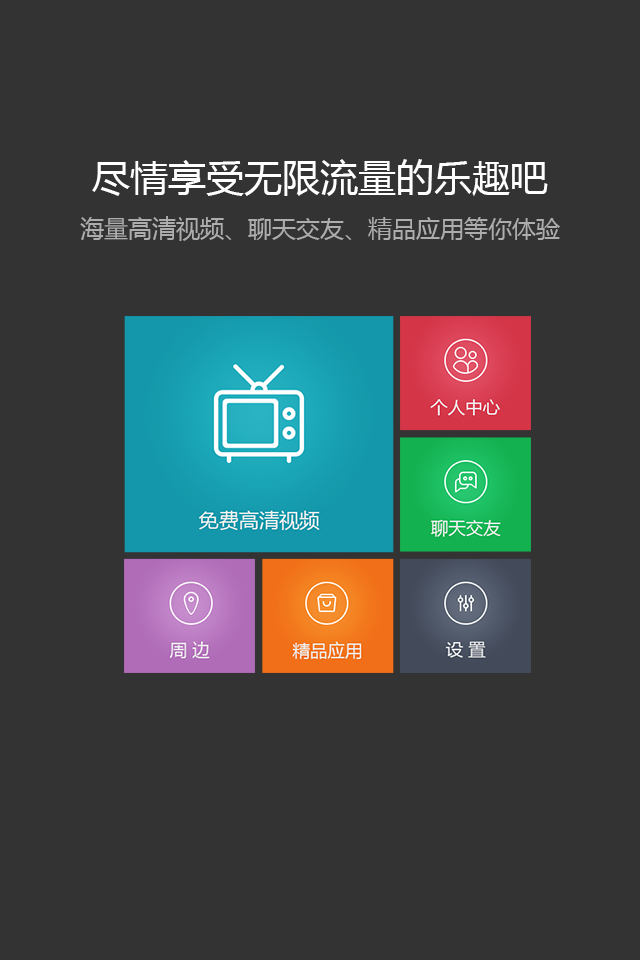 尽情享受无限流量的乐趣吧
海量高清视频、聊天交友、精品应用等你体验
个人中心
免费高清视频
聊天交友
周边
精品应用
设置